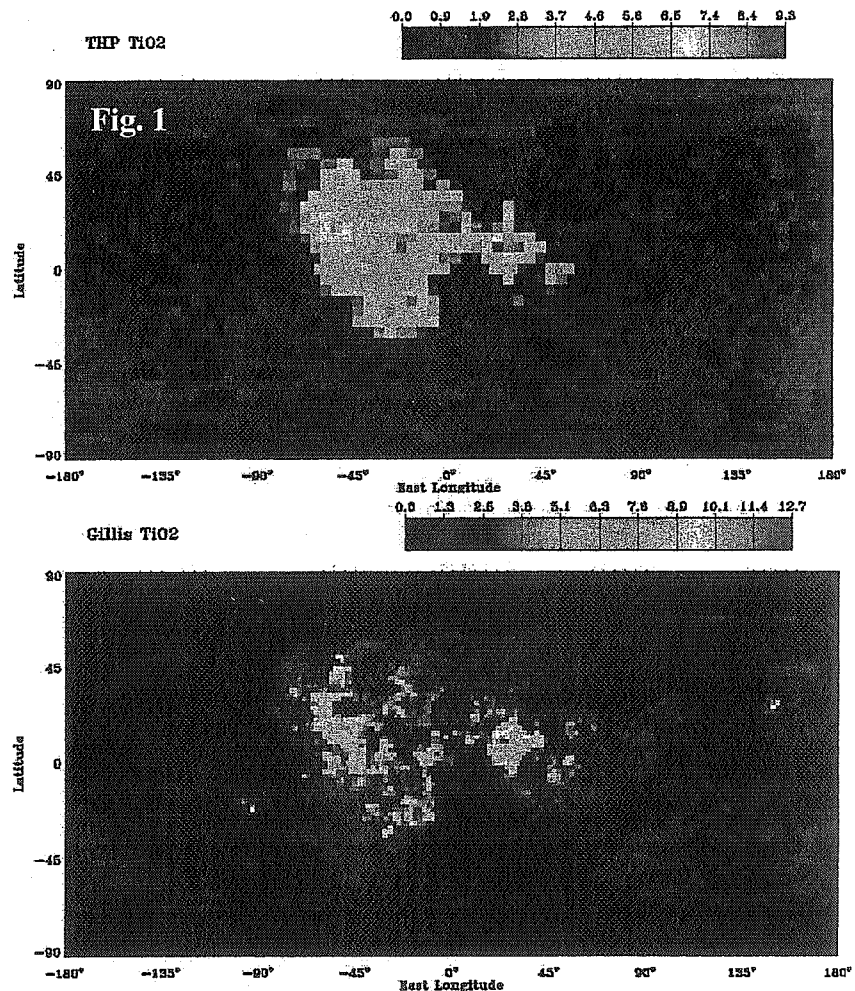 THP TiO2
-0.0 0.9 1.9 2.8 3.7 4.6 5.6 6.5 7.4 8.4 9.3
Fig. 1
90
45
0
-45
-90
Latitude
-180° -135° -90° -45° 0° 45° 90° 135° 180°
East Longitude
Gillis TiO2
0.0 1.3 2.5 3.8 5.1 6.3 7.6 8.9 10.1 11.4 12.7
90
45
0
-45
-90
Latitude
-180° -135° -90° -45° 0° 45° 90° 135° 180°
East Longitude